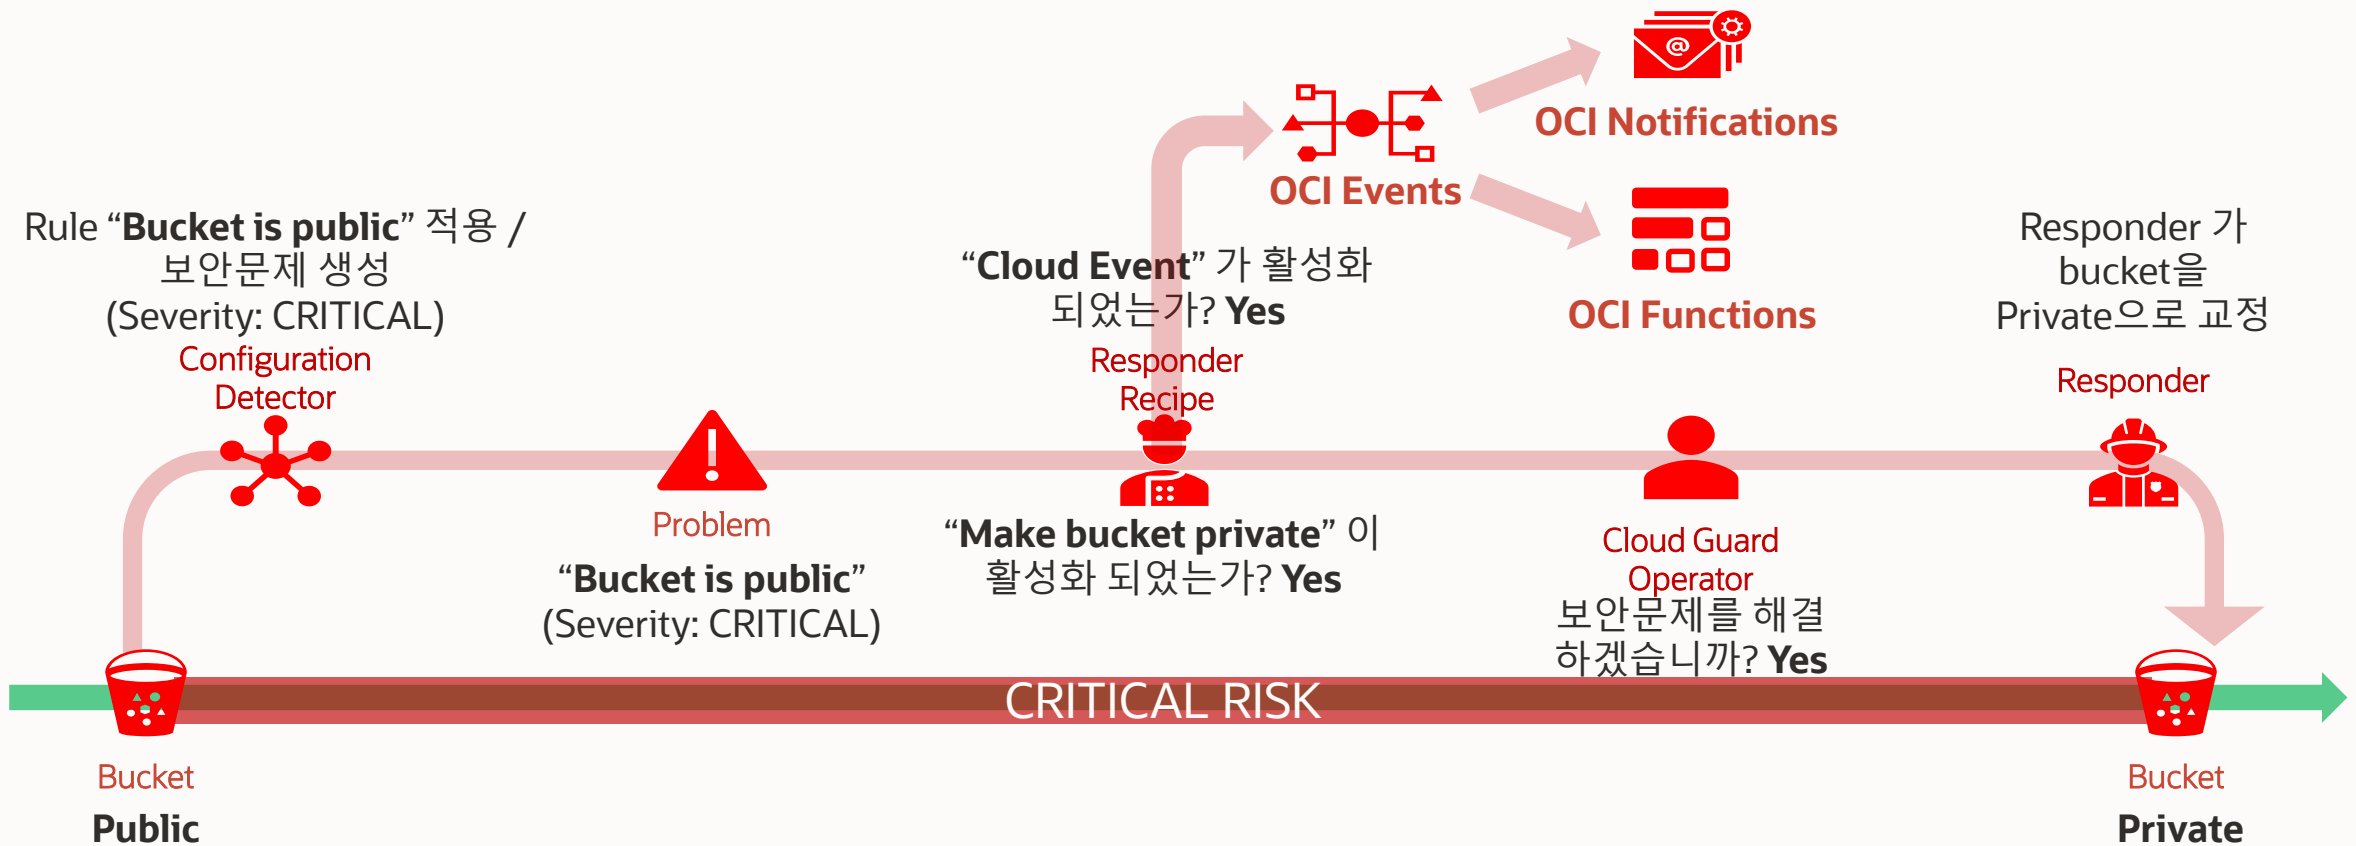 Rule “Bucket is public” 적용 /
보안문제 생성
(Severity: CRITICAL)
Configuration
Detector
Problem
“Bucket is public”
(Severity: CRITICAL)
“Cloud Event” 가 활성화
되었는가? Yes
Responder
Recipe
“Make bucket private” 이
활성화 되었는가? Yes
@
OCI Notifications
OCI Events
OCI Functions
Cloud Guard
Operator
보안문제를 해결
하겠습니까? Yes
Responder 가
bucket을
Private으로 교정
Responder
CRITICAL RISK
Bucket
Public
Bucket
Private